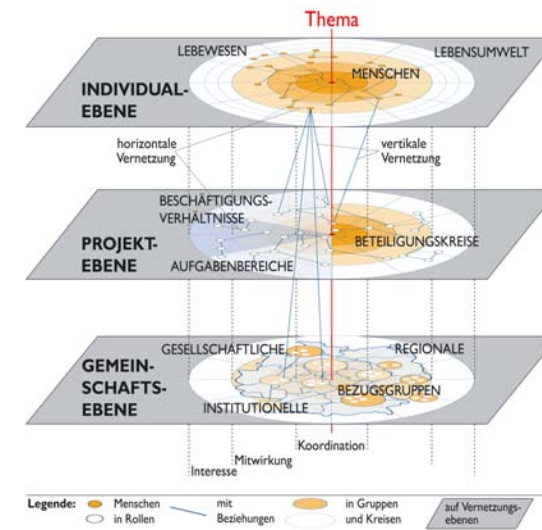 Thema
LEBEWESEN
LEBENSUMWELT
MENSCHEN
INDIVIDUAL-
EBENE
horizontale
Vernetzung
vertikale
Vernetzung
BESCHÄFTIGUNGS-
VERHÄLTNISSE
PROJEKT-
EBENE
BETEILIGUNGSKREISE
AUFGABENBEREICHE
GESELLSCHAFTLICHE
REGIONALE
GEMEIN-
SCHAFTS-
EBENE
BEZUGSGRUPPEN
INSTITUTIONELLE
Koordination
Mitwirkung
Interesse
Legende:
Menschen
in Rollen
mit
Beziehungen
in Gruppen
und Kreisen
auf Vernetzungs-
ebenen